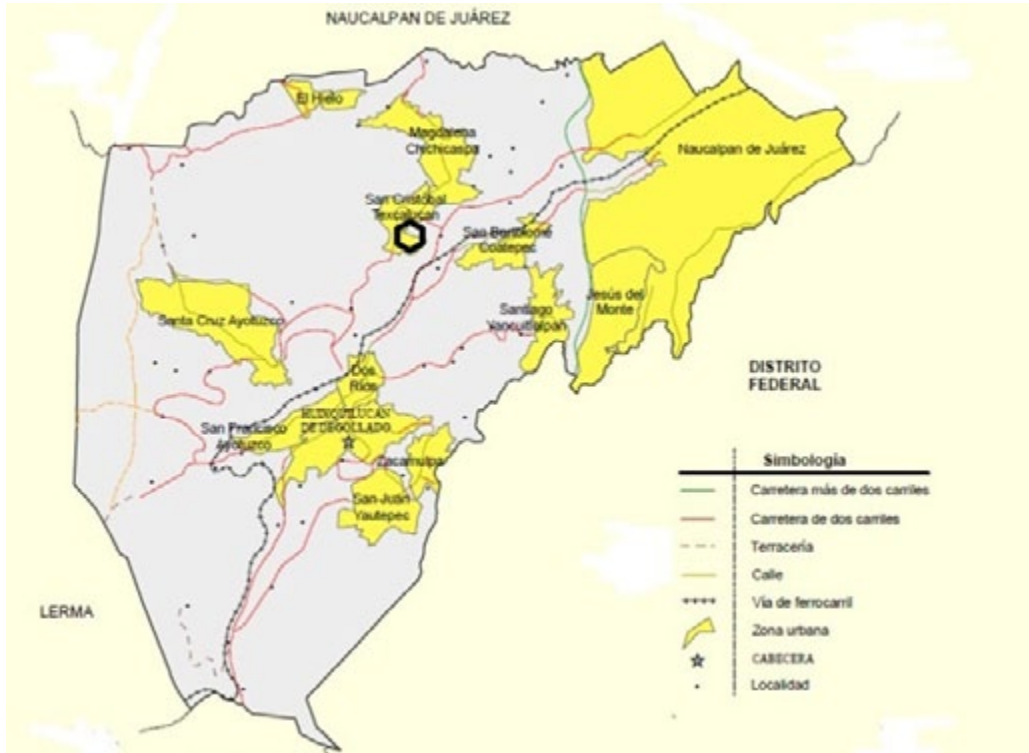 NAUCALPAN DE JUÁREZ
El Hielo
Magdalena
Chichicaspa
Naucalpan de Juárez
San Cristóbal
Texcalucan
San Bartolomé
Coatepec
Jesús del
Monte
Santiago
Yancuitlalpan
Santa Cruz Ayotuzco
Dos
Ríos
DISTRITO
FEDERAL
HUIXQUILUCAN
DE DEGOLLADO
San Francisco
Ayotuzco
Zacamulpa
San Juan
Yautepec
LERMA
Simbología
Carretera más de dos carriles
Carretera de dos carriles
Terracería
Calle
Vía de ferrocarril
Zona urbana
CABECERA
Localidad